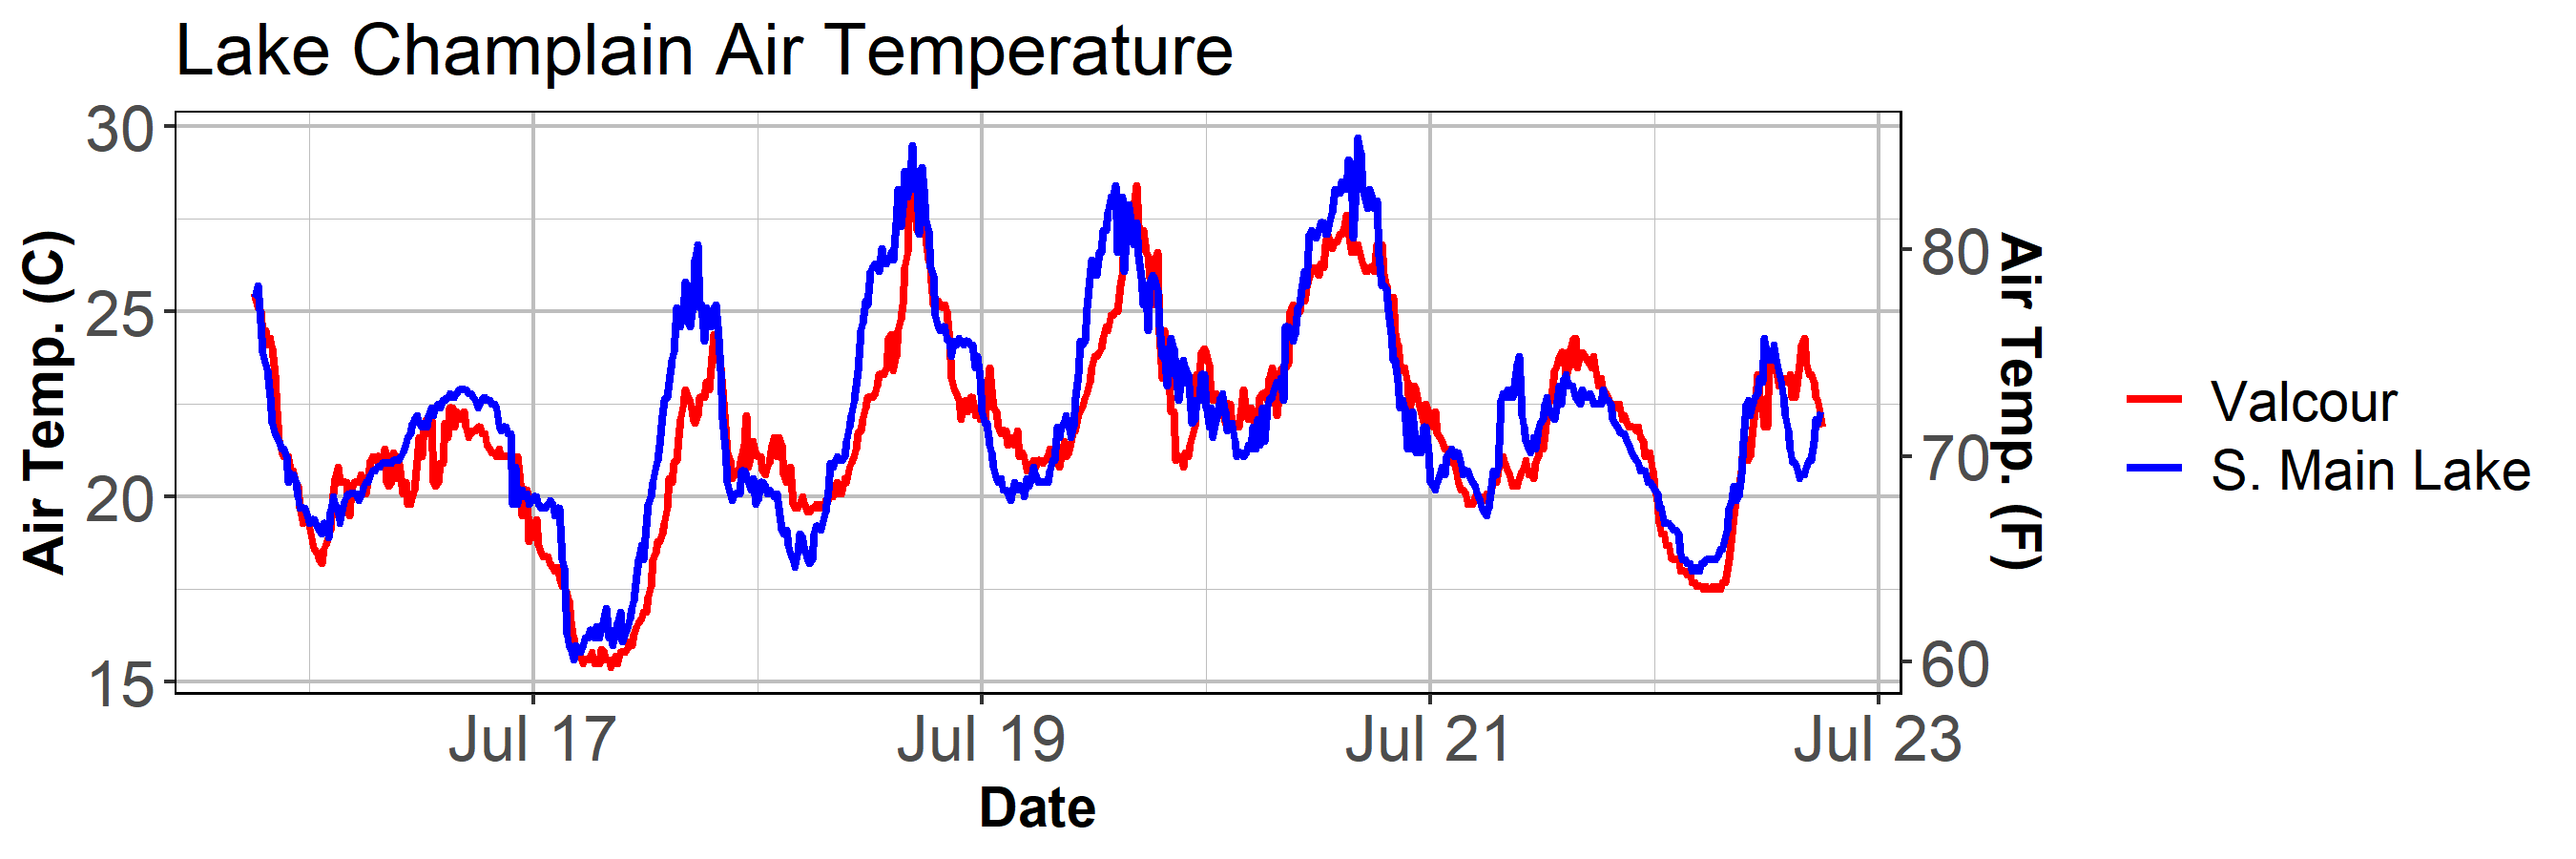 Lake Champlain Air Temperature
30
25
20
15
Air Temp. (C)
80
70
60
Air Temp. (F)
Jul 17
Jul 19
Jul 21
Jul 23
Date
Valcour
S. Main Lake